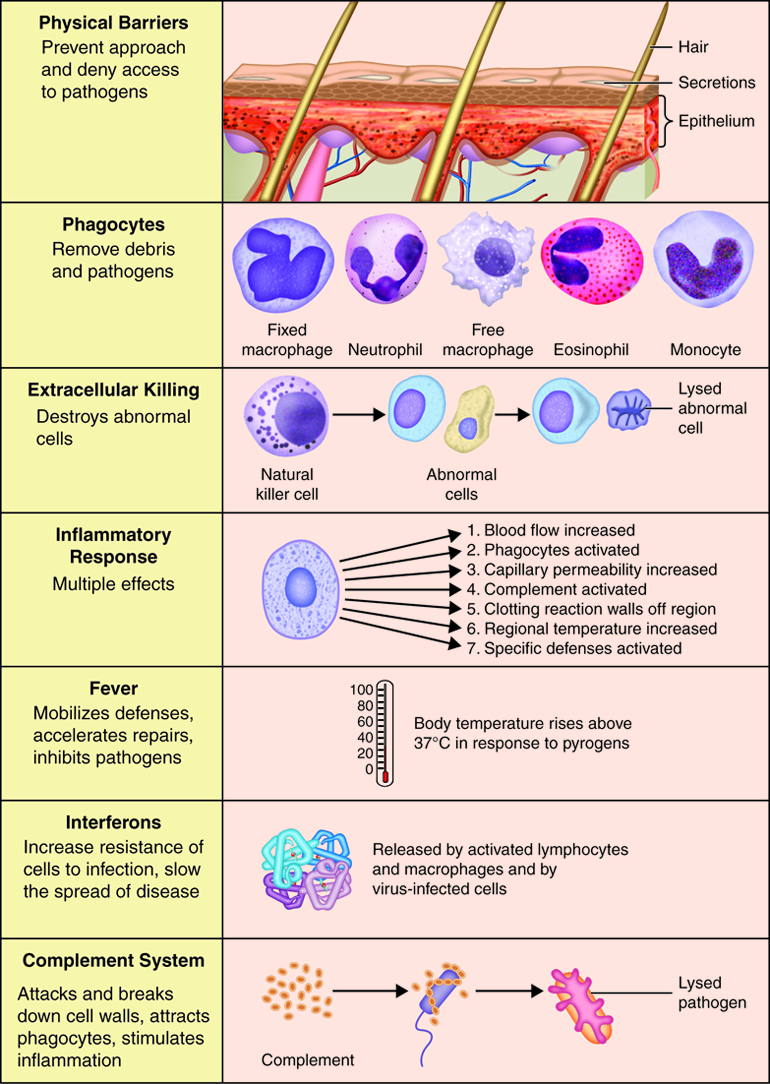 Physical Barriers
Prevent approach
and deny access
to pathogens
Hair
Secretions
Epithelium
Phagocytes
Remove debris
and pathogens
Fixed
macrophage
Neutrophil
Free
macrophage
Eosinophil
Monocyte
Extracellular Killing
Destroys abnormal
cells
Natural
killer cell
Abnormal
cells
Lysed
abnormal
cell
Inflammatory
Response
Multiple effects
1. Blood flow increased
2. Phagocytes activated
3. Capillary permeability increased
4. Complement activated
5. Clotting reaction walls off region
6. Regional temperature increased
7. Specific defenses activated
Fever
Mobilizes defenses,
accelerates repairs,
inhibits pathogens
100
80
60
40
20
0
Body temperature rises above
37°C in response to pyrogens
Interferons
Increase resistance of
cells to infection, slow
the spread of disease
Released by activated lymphocytes
and macrophages and by
virus-infected cells
Complement System
Attacks and breaks
down cell walls, attracts
phagocytes, stimulates
inflammation
Complement
Lysed
pathogen